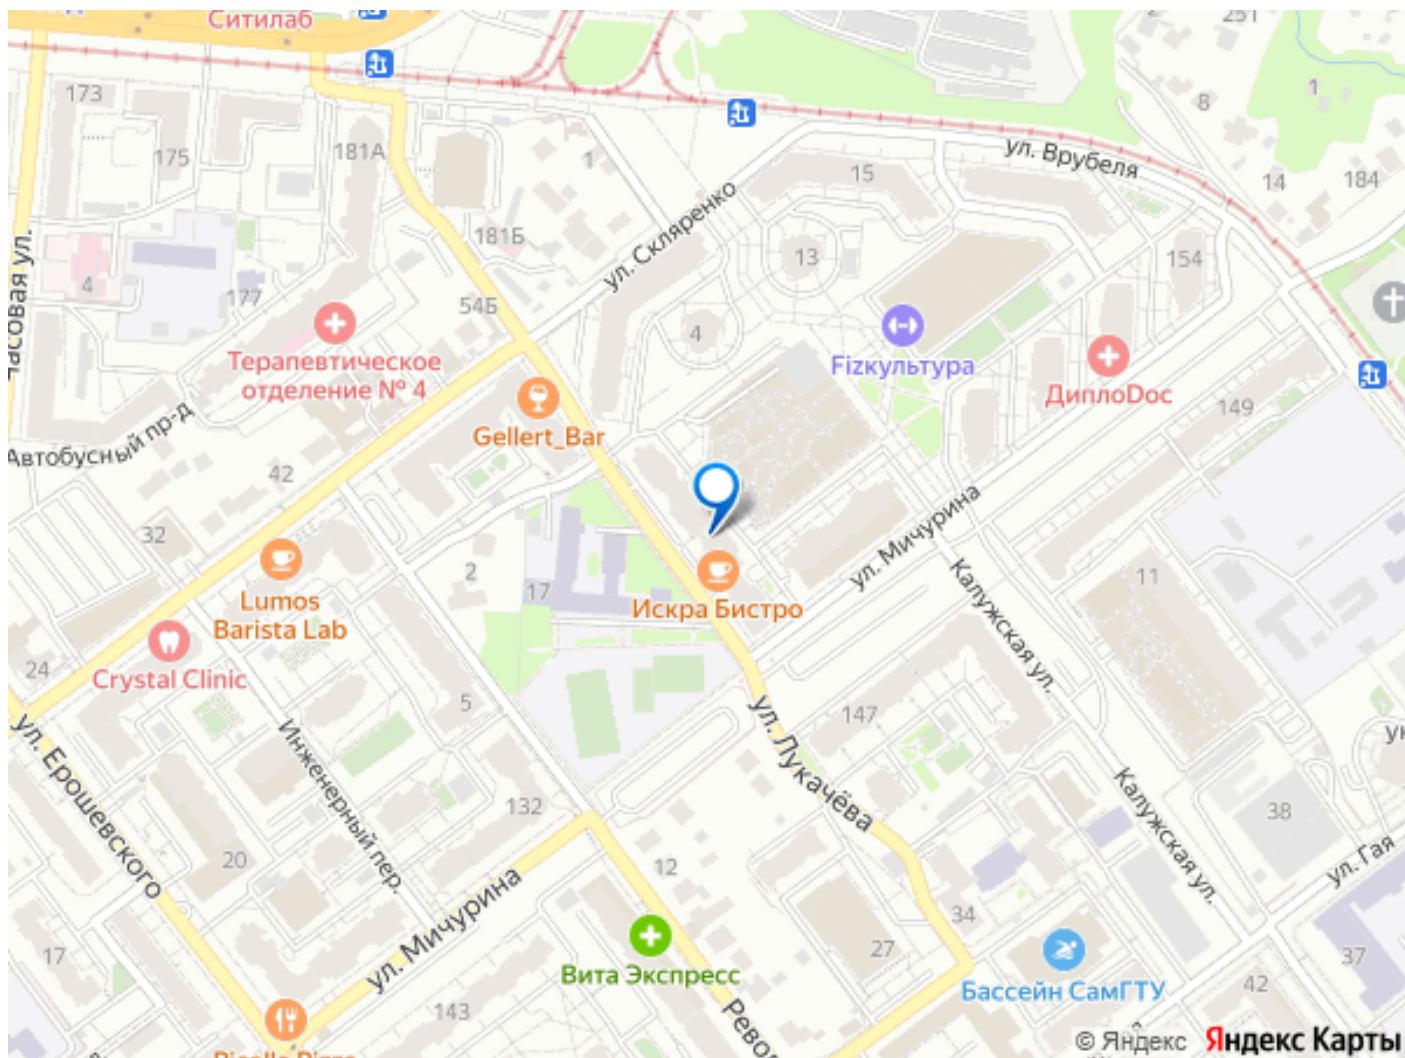 Ситилаб
251
173
175
181А
1
8
1
ул. Врубеля
15
14
184
ул. Скляренко
181Б
13
154
4
177
54Б
4
часовая ул.
Терапевтическое
отделение № 4
Fizкультура
ДиплоDoc
149
Gellert_Bar
Автобусный пр-д
42
32
ул. Мичурина
2
17
Искра Бистро
11
Калужская ул.
Lumos
Barista Lab
24
Crystal Clinic
5
147
ул. Лукачёва
ул. Ерошевского
Инженерный пер.
132
Калужская ул.
38
20
12
ул. Гая
ул. Мичурина
34
17
27
37
Вита Экспресс
Бассейн СамГТУ
42
143
© Яндекс Яндекс Карты